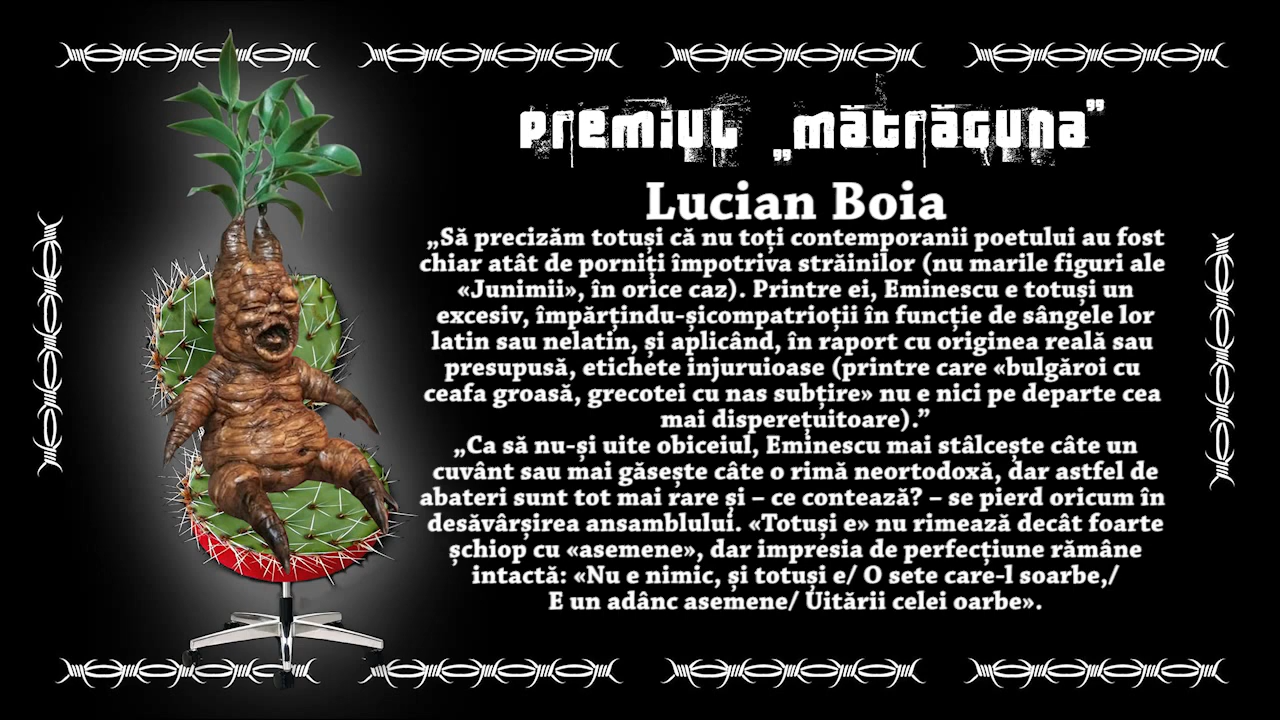 PREMIUL „MĂTRĂGUNA”
Lucian Boia
„Să precizăm totuși că nu toți contemporanii poetului au fost
chiar atât de porniți împotriva străinilor (nu marile figuri ale
«Junimii», în orice caz). Printre ei, Eminescu e totuși un
excesiv, împărțindu-șicompatrioții în funcție de sângele lor
latin sau nelatin, și aplicând, în raport cu originea reală sau
presupusă, etichete injuruioase (printre care «bulgăroi cu
ceafa groasă, grecotei cu nas subțire» nu e nici pe departe cea
mai disperețuitoare).”
„Ca să nu-și uite obiceiul, Eminescu mai stâlcește câte un
cuvânt sau mai găsește câte o rimă neortodoxă, dar astfel de
abateri sunt tot mai rare și – ce contează? – se pierd oricum în
desăvârșirea ansamblului. «Totuși e» nu rimează decât foarte
șchiop cu «asemene», dar impresia de perfecțiune rămâne
intactă: «Nu e nimic, și totuși e/ O sete care-l soarbe,/
E un adânc asemene/ Uitării celei oarbe».